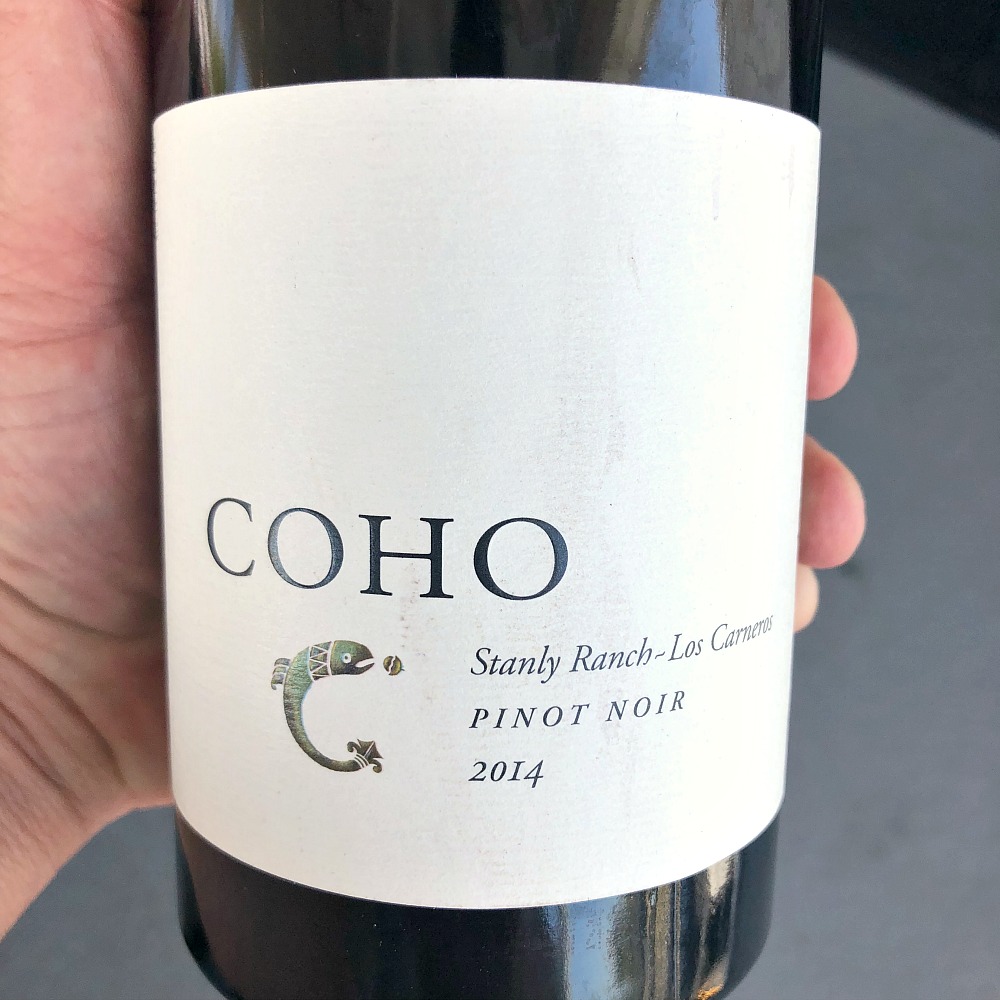 COHO
Stanly Ranch~Los Carneros
PINOT NOIR
2014